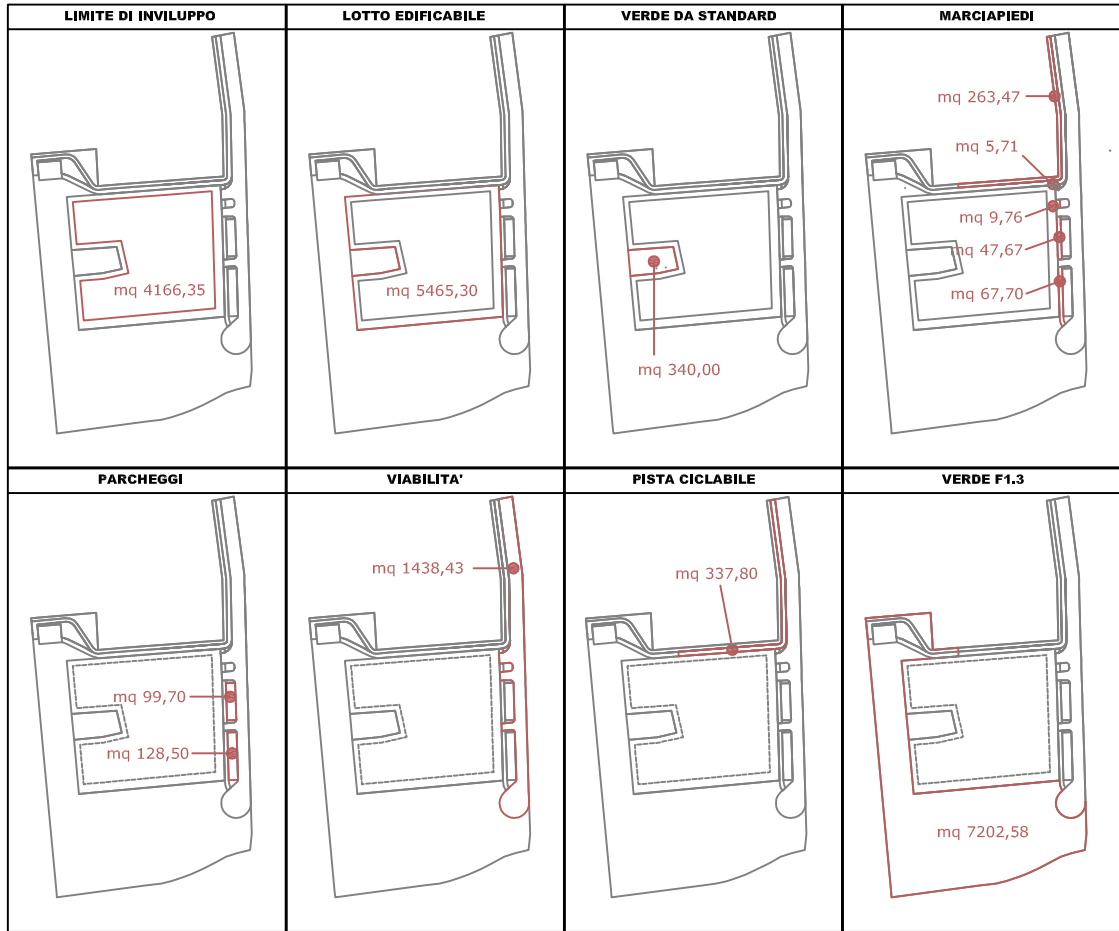 LIMITE DI INVILUPPO
LOTTO EDIFICABILE
VERDE DA STANDARD
MARCIAPIEDI
mq 4166,35
mq 5465,30
mq 340,00
mq 263,47
mq 5,71
mq 9,76
mq 47,67
mq 67,70
PARCHEGGI
VIABILITA'
PISTA CICLABILE
VERDE F1.3
mq 99,70
mq 128,50
mq 1438,43
mq 337,80
mq 7202,58